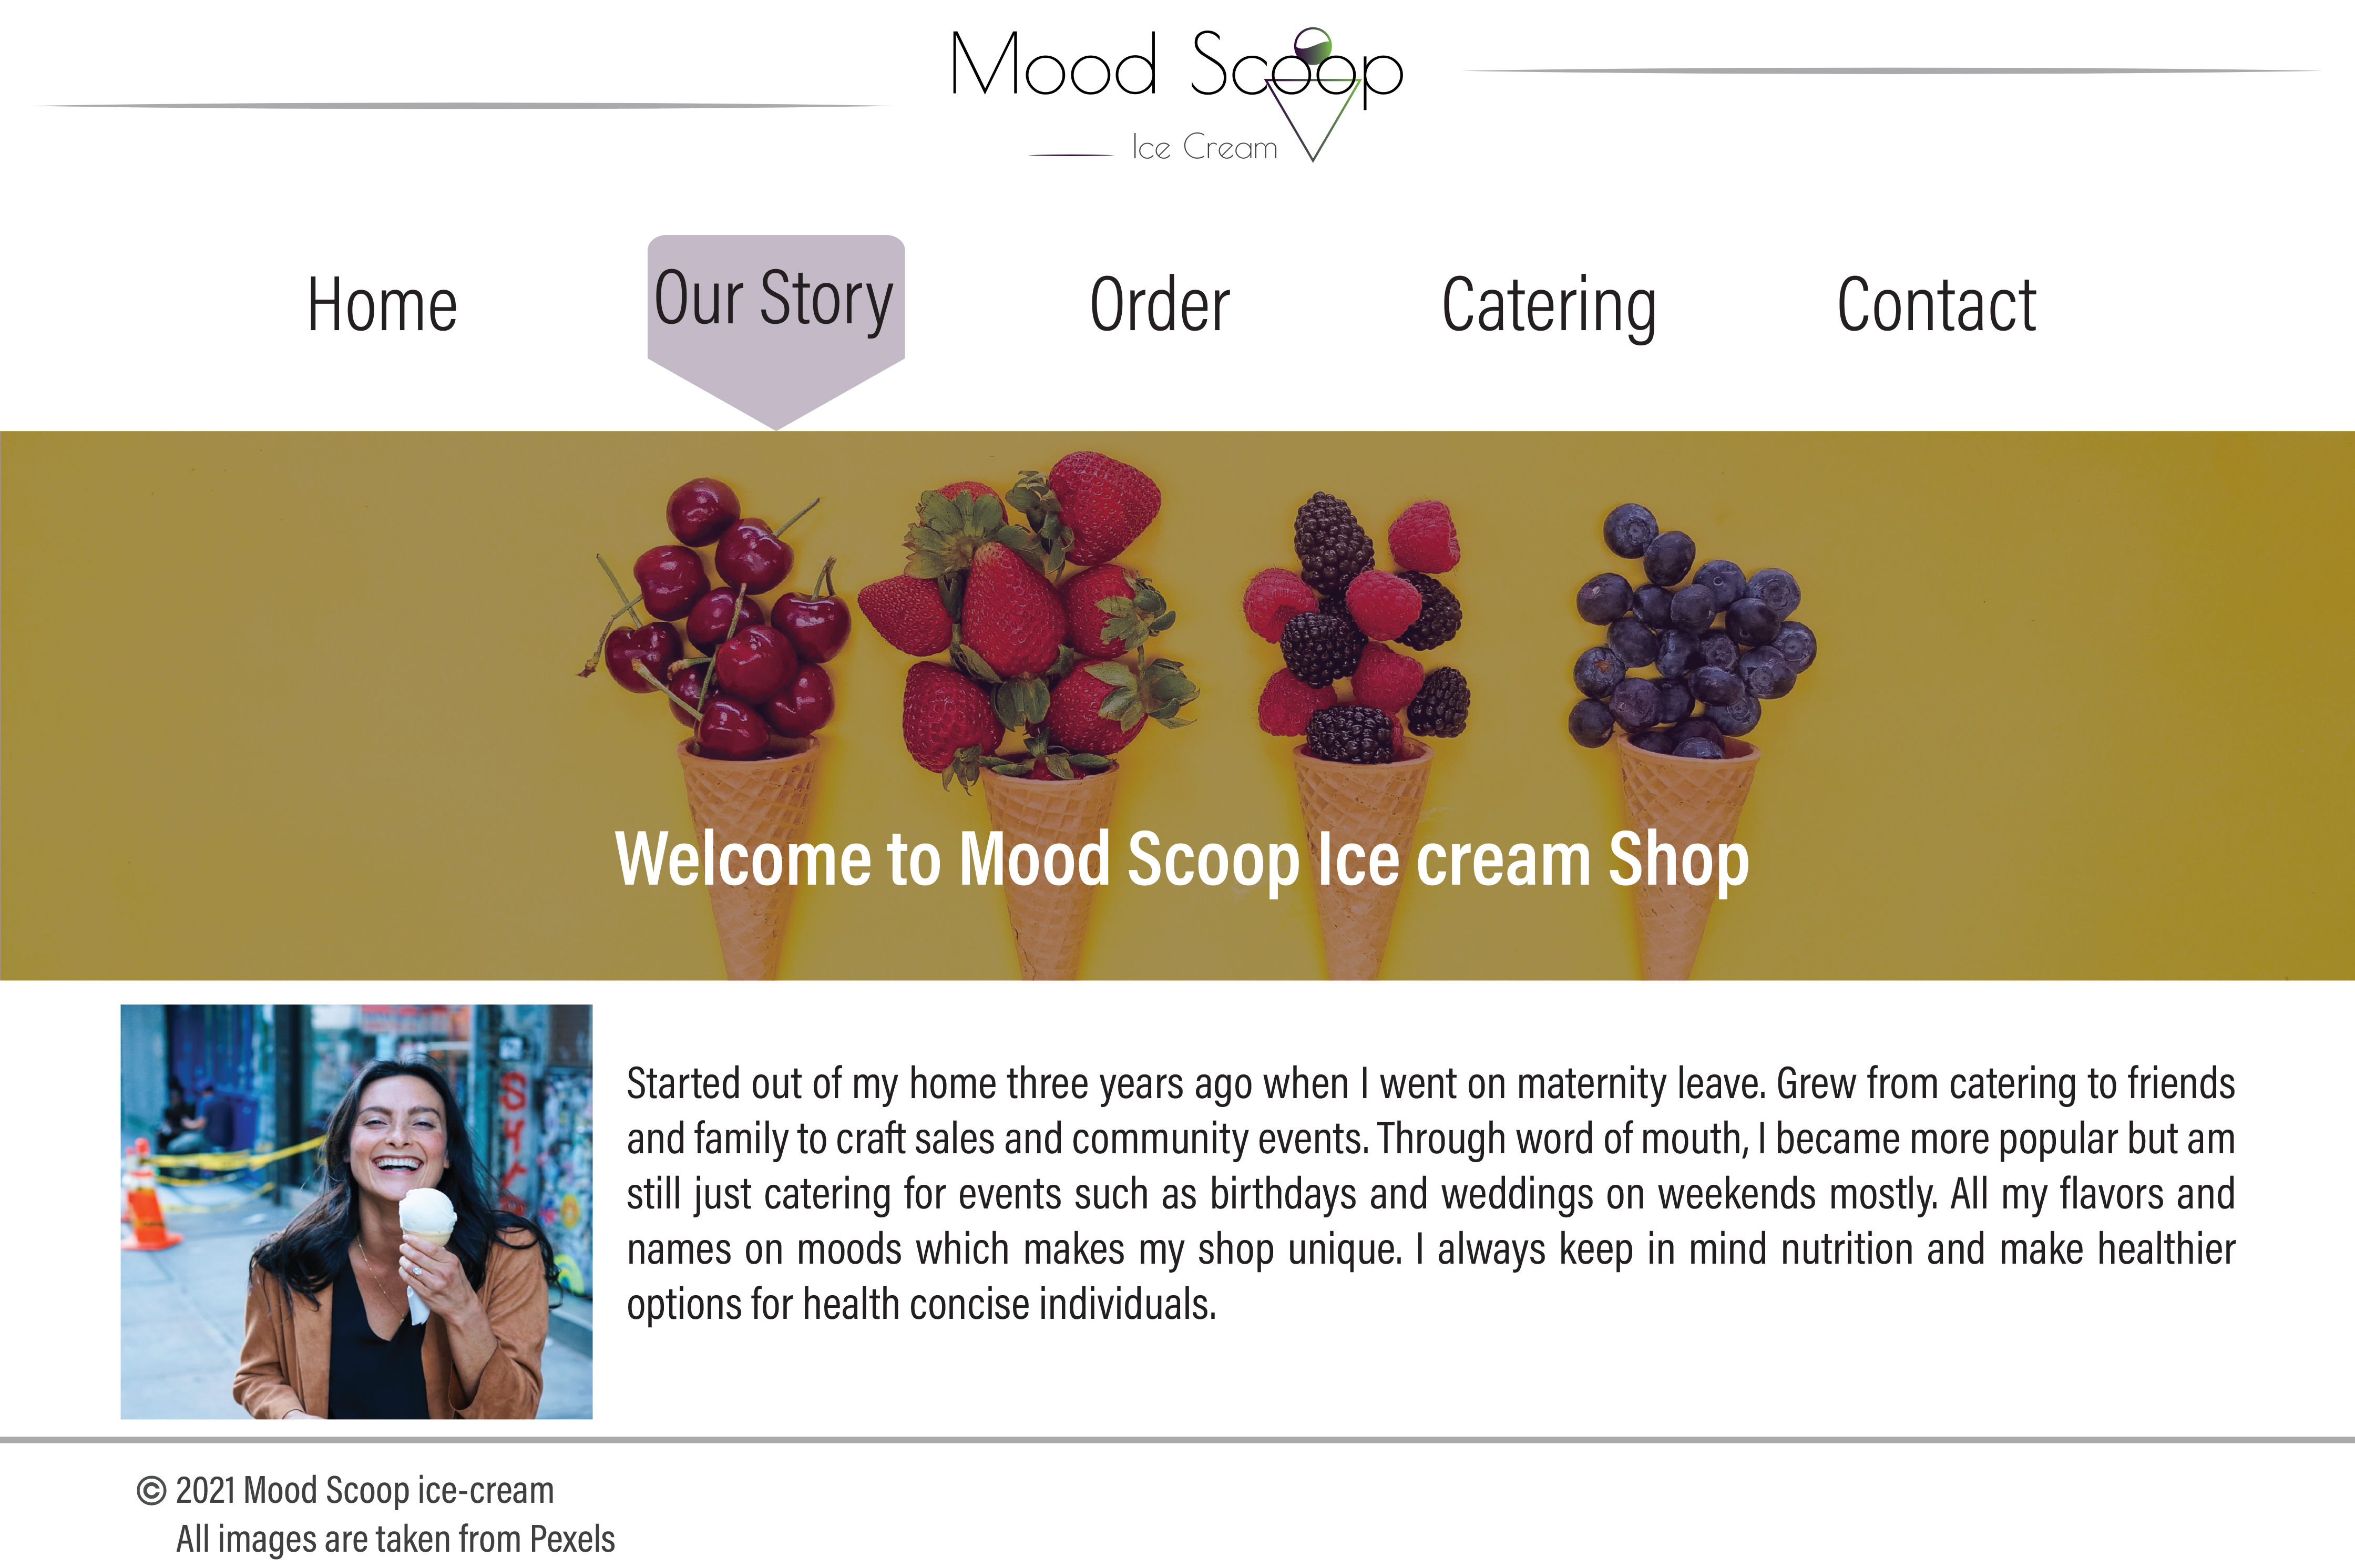 Mood Scoop
Ice Cream
Home
Our Story
Order
Catering
Contact
Welcome to Mood Scoop Ice cream Shop
Started out of my home three years ago when I went on maternity leave. Grew from catering to friends
and family to craft sales and community events. Through word of mouth, I became more popular but am
still just catering for events such as birthdays and weddings on weekends mostly. All my flavors and
names on moods which makes my shop unique. I always keep in mind nutrition and make healthier
options for health concise individuals.
© 2021 Mood Scoop ice-cream
All images are taken from Pexels